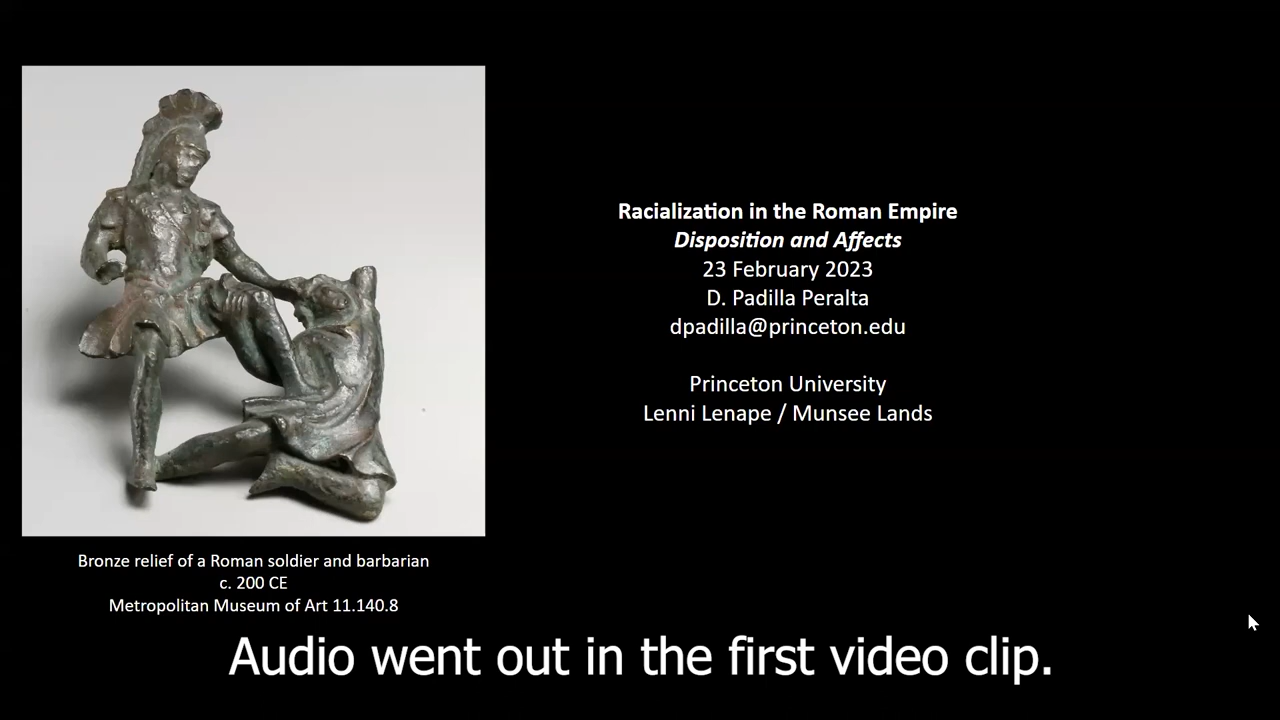 Racialization in the Roman Empire
Disposition and Affects
23 February 2023
D. Padilla Peralta
dpadilla@princeton.edu
Princeton University
Lenni Lenape / Munsee Lands
Bronze relief of a Roman soldier and barbarian
c. 200 CE
Metropolitan Museum of Art 11.140.8
Audio went out in the first video clip.